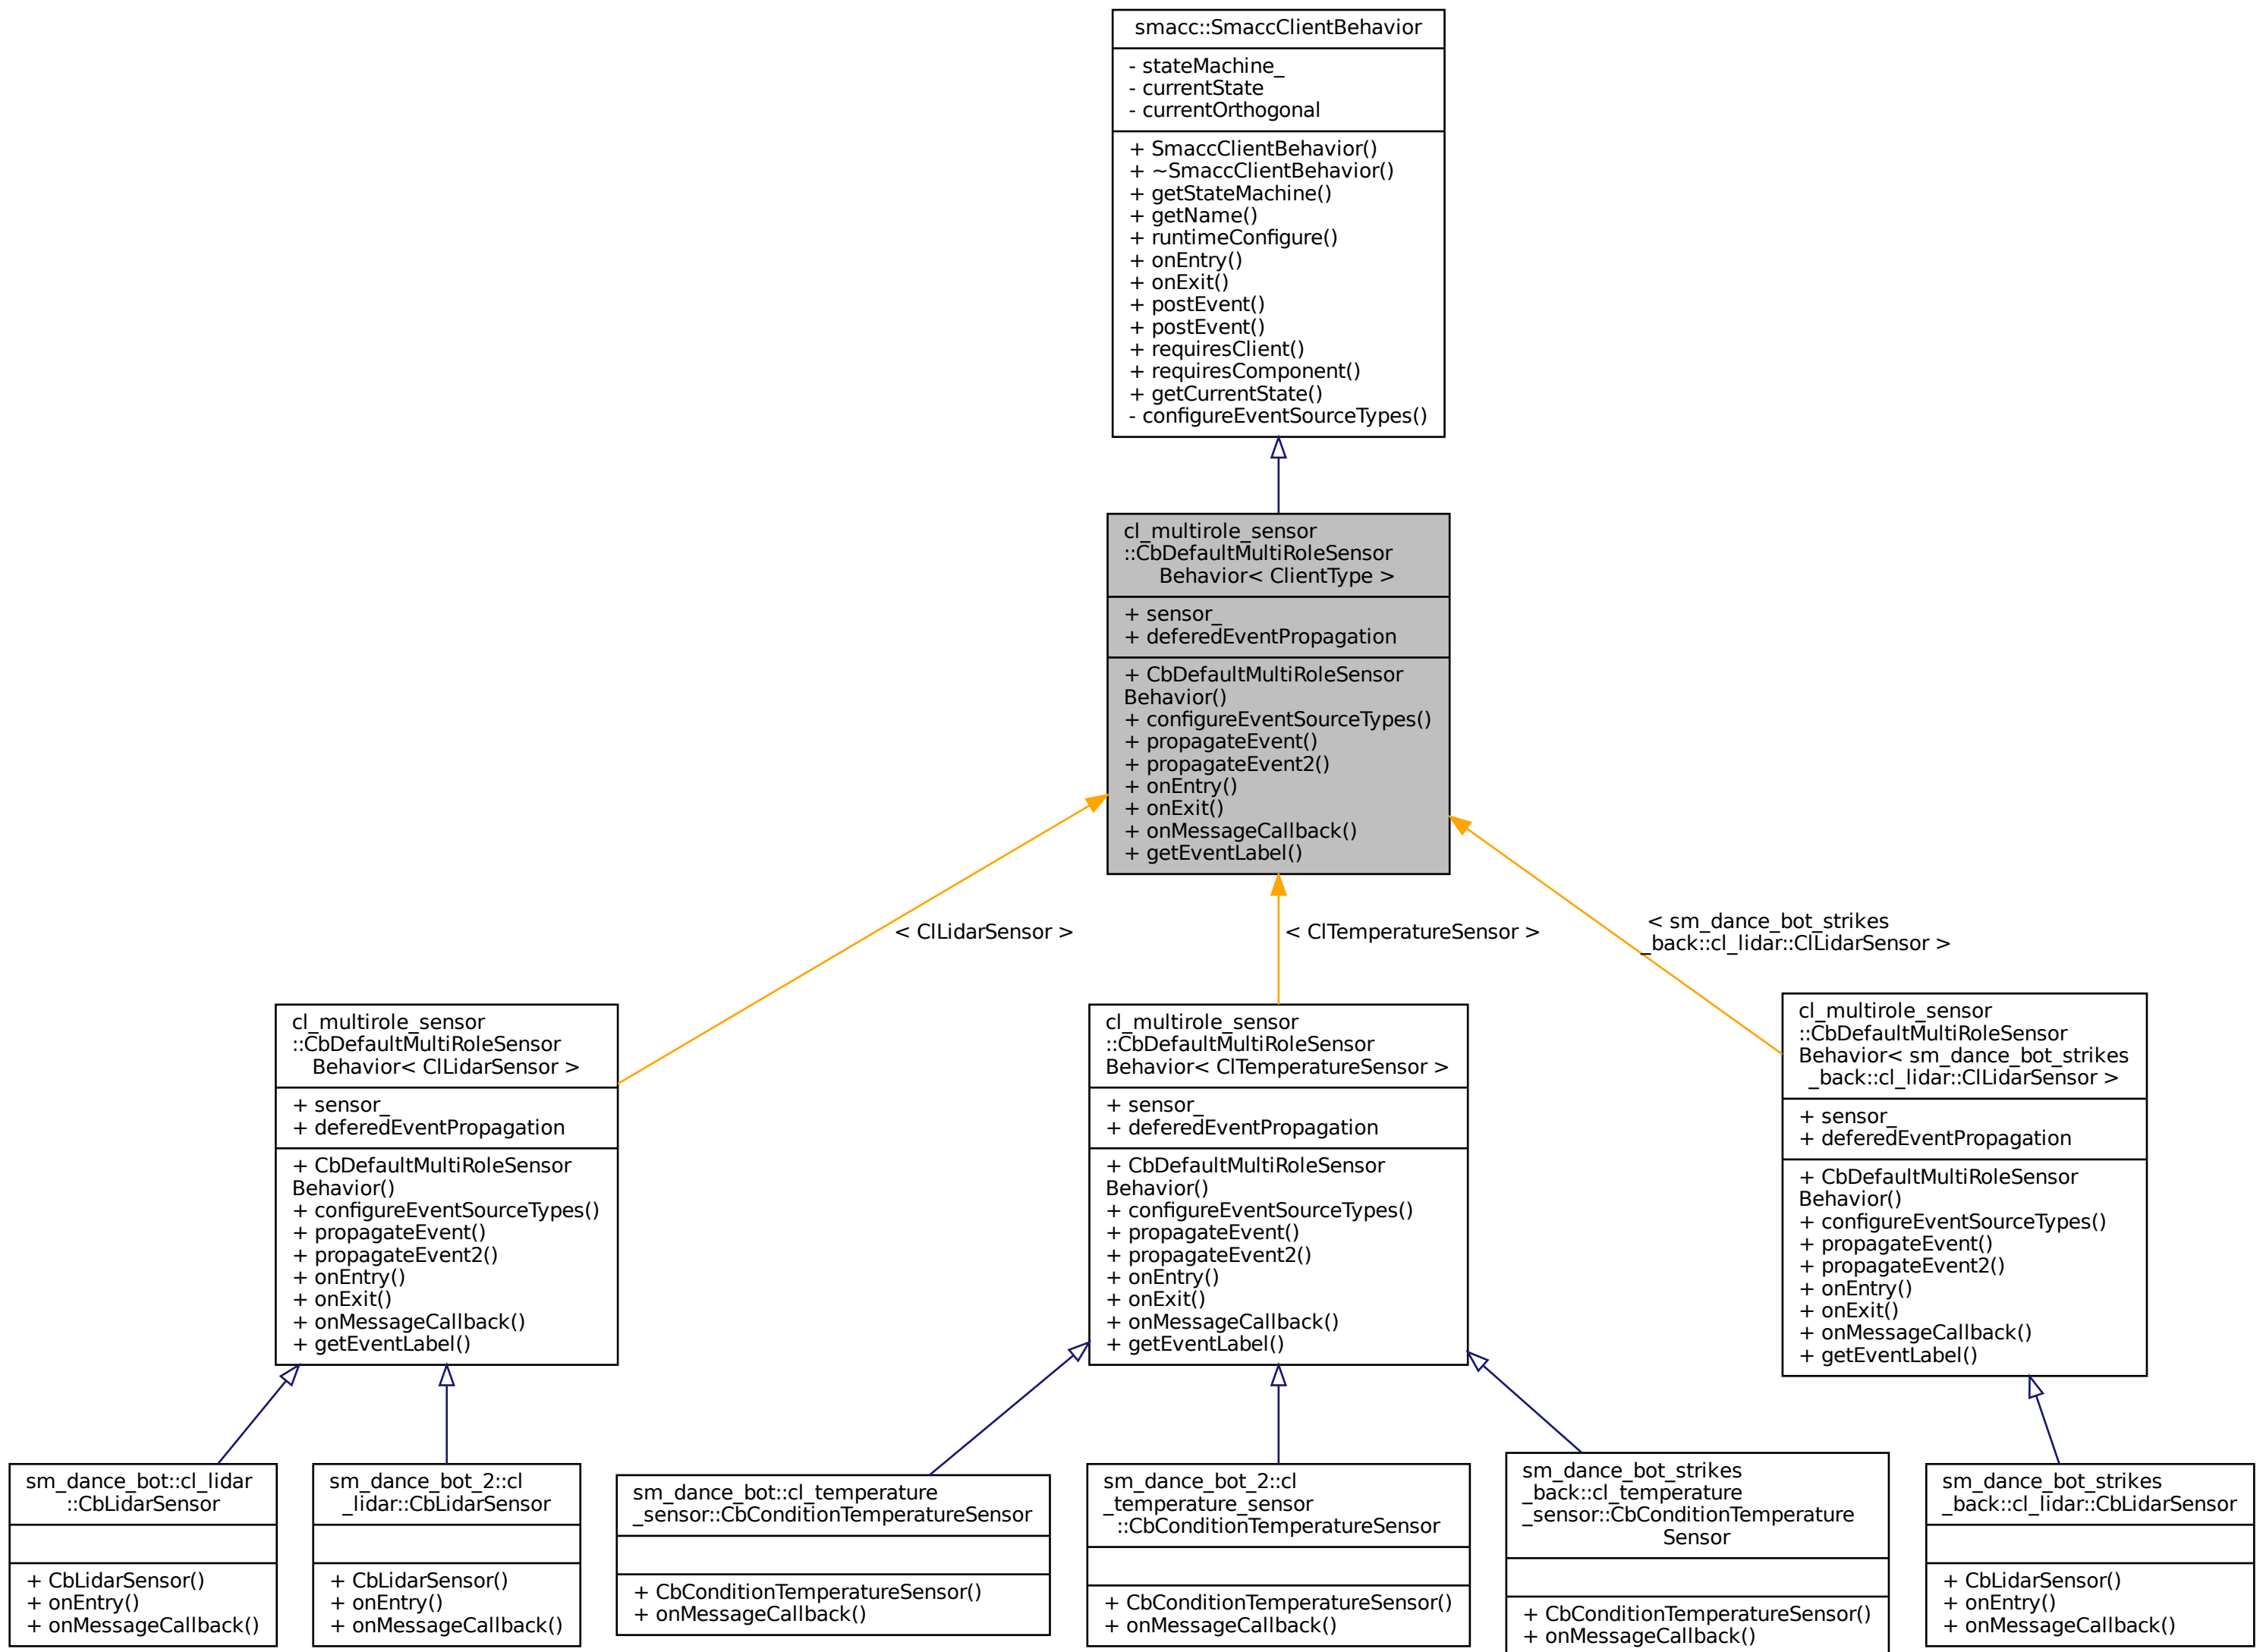 smacc::SmaccClientBehavior
- stateMachine_
- currentState
- currentOrthogonal
+ SmaccClientBehavior()
+ ~SmaccClientBehavior()
+ getStateMachine()
+ getName()
+ runtimeConfigure()
+ onEntry()
+ onExit()
+ postEvent()
+ postEvent()
+ requiresClient()
+ requiresComponent()
+ getCurrentState()
- configureEventSourceTypes()
cl_multirole_sensor
::CbDefaultMultiRoleSensor
Behavior< ClientType >
+ sensor_
+ deferedEventPropagation
+ CbDefaultMultiRoleSensor
Behavior()
+ configureEventSourceTypes()
+ propagateEvent()
+ propagateEvent2()
+ onEntry()
+ onExit()
+ onMessageCallback()
+ getEventLabel()
< ClLidarSensor >
< ClTemperatureSensor >
< sm_dance_bot_strikes
_back::cl_lidar::ClLidarSensor >
cl_multirole_sensor
::CbDefaultMultiRoleSensor
Behavior< ClLidarSensor >
+ sensor_
+ deferedEventPropagation
+ CbDefaultMultiRoleSensor
Behavior()
+ configureEventSourceTypes()
+ propagateEvent()
+ propagateEvent2()
+ onEntry()
+ onExit()
+ onMessageCallback()
+ getEventLabel()
cl_multirole_sensor
::CbDefaultMultiRoleSensor
Behavior< ClTemperatureSensor >
+ sensor_
+ deferedEventPropagation
+ CbDefaultMultiRoleSensor
Behavior()
+ configureEventSourceTypes()
+ propagateEvent()
+ propagateEvent2()
+ onEntry()
+ onExit()
+ onMessageCallback()
+ getEventLabel()
cl_multirole_sensor
::CbDefaultMultiRoleSensor
Behavior< sm_dance_bot_strikes
_back::cl_lidar::ClLidarSensor >
+ sensor_
+ deferedEventPropagation
+ CbDefaultMultiRoleSensor
Behavior()
+ configureEventSourceTypes()
+ propagateEvent()
+ propagateEvent2()
+ onEntry()
+ onExit()
+ onMessageCallback()
+ getEventLabel()
sm_dance_bot::cl_lidar
::CbLidarSensor
+ CbLidarSensor()
+ onEntry()
+ onMessageCallback()
sm_dance_bot_2::cl
_lidar::CbLidarSensor
+ CbLidarSensor()
+ onEntry()
+ onMessageCallback()
sm_dance_bot::cl_temperature
_sensor::CbConditionTemperatureSensor
+ CbConditionTemperatureSensor()
+ onMessageCallback()
sm_dance_bot_2::cl
_temperature_sensor
::CbConditionTemperatureSensor
+ CbConditionTemperatureSensor()
+ onMessageCallback()
sm_dance_bot_strikes
_back::cl_temperature
_sensor::CbConditionTemperature
Sensor
+ CbConditionTemperatureSensor()
+ onMessageCallback()
sm_dance_bot_strikes
_back::cl_lidar::CbLidarSensor
+ CbLidarSensor()
+ onEntry()
+ onMessageCallback()